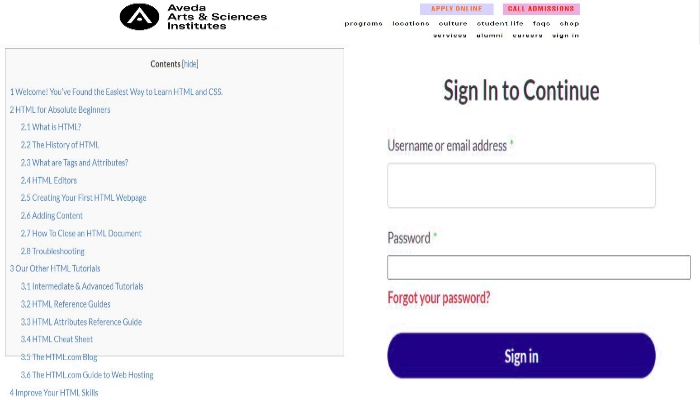 Aveda
Arts & Sciences
Institutes
APPLY ONLINE CALL ADMISSIONS
programs locations culture student life faqs shop
services alumni careers sign in
Contents [hide]
1 Welcome! You've Found the Easiest Way to Learn HTML and CSS.
2 HTML for Absolute Beginners
2.1 What is HTML?
2.2 The History of HTML
2.3 What are Tags and Attributes?
2.4 HTML Editors
2.5 Creating Your First HTML Webpage
2.6 Adding Content
2.7 How To Close an HTML Document
2.8 Troubleshooting
3 Our Other HTML Tutorials
3.1 Intermediate & Advanced Tutorials
3.2 HTML Reference Guides
3.3 HTML Attributes Reference Guide
3.4 HTML Cheat Sheet
3.5 The HTML.com Blog
3.6 The HTML.com Guide to Web Hosting
4 Improve Your HTML Skills
Sign In to Continue
Username or email address *
Password *
Forgot your password?
Sign in